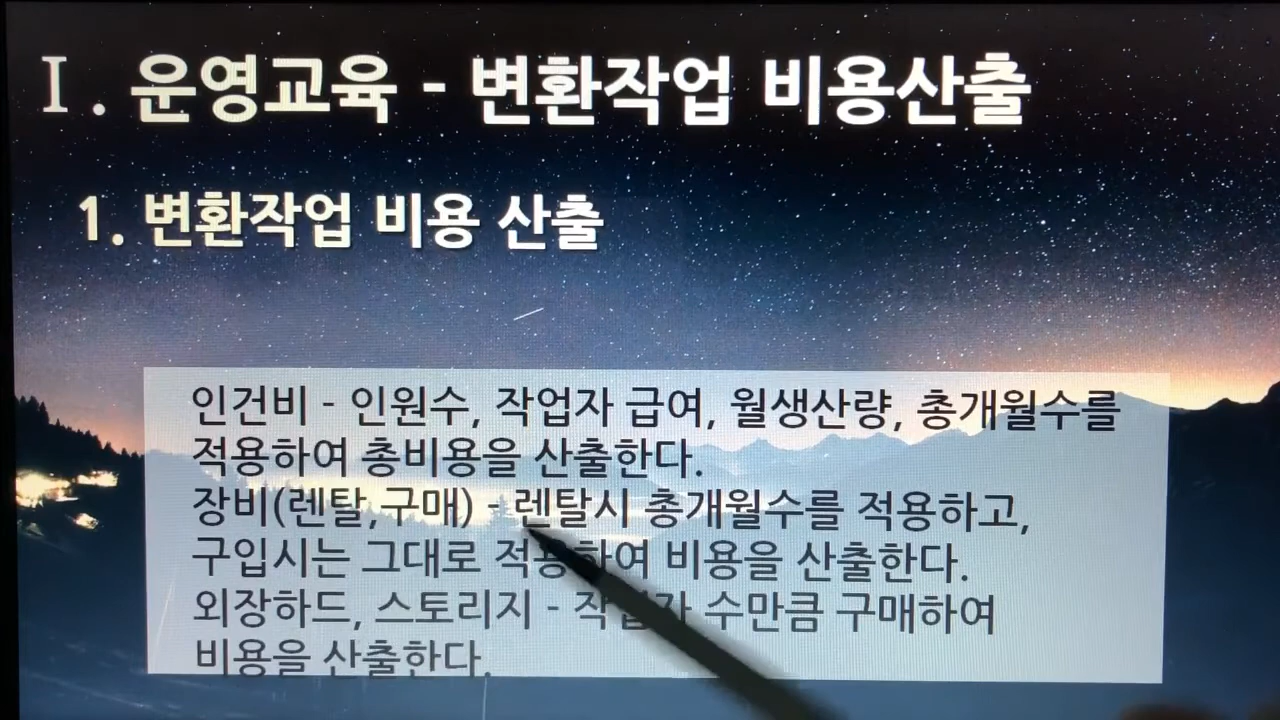 Ⅰ. 운영교육 - 변환작업 비용산출
1. 변환작업 비용 산출
인건비 - 인원수, 작업자 급여, 월생산량, 총개월수를
적용하여 총비용을 산출한다.
장비(렌탈,구매) - 렌탈시 총개월수를 적용하고,
구입시는 그대로 적용하여 비용을 산출한다.
외장하드, 스토리지 - 작업자 수만큼 구매하여
비용을 산출한다.